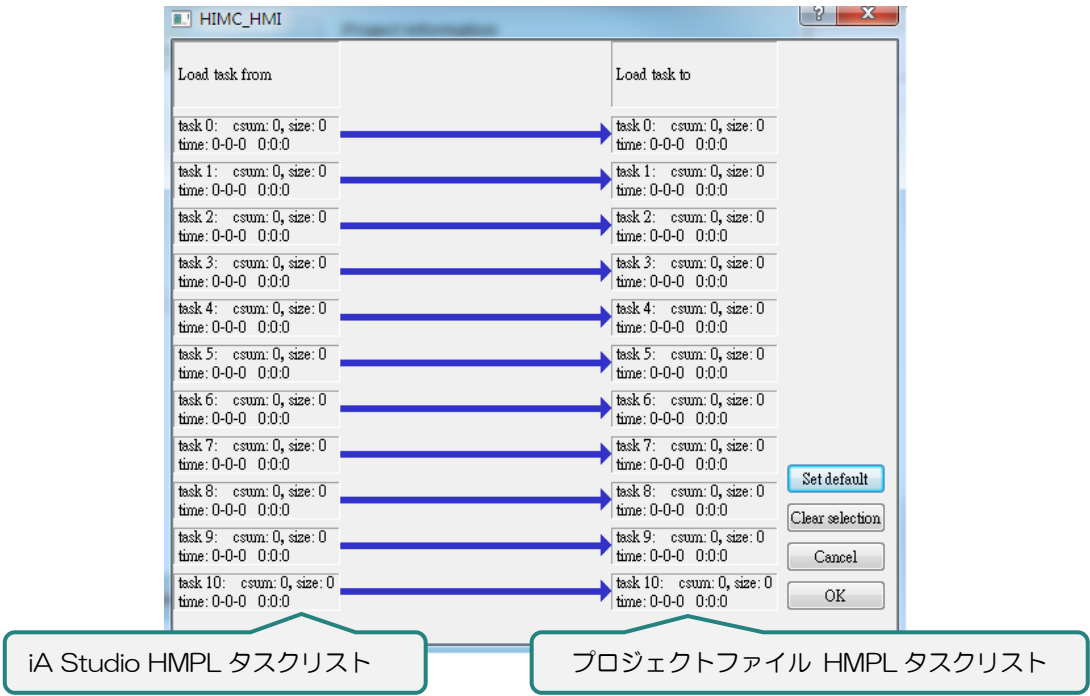 HIMC_HMI
Load task from
Load task to
task 0: csum: 0, size: 0
time: 0-0-0 0:0:0
task 0: csum: 0, size: 0
time: 0-0-0 0:0:0
task 1: csum: 0, size: 0
time: 0-0-0 0:0:0
task 1: csum: 0, size: 0
time: 0-0-0 0:0:0
task 2: csum: 0, size: 0
time: 0-0-0 0:0:0
task 2: csum: 0, size: 0
time: 0-0-0 0:0:0
task 3: csum: 0, size: 0
time: 0-0-0 0:0:0
task 3: csum: 0, size: 0
time: 0-0-0 0:0:0
task 4: csum: 0, size: 0
time: 0-0-0 0:0:0
task 4: csum: 0, size: 0
time: 0-0-0 0:0:0
task 5: csum: 0, size: 0
time: 0-0-0 0:0:0
task 5: csum: 0, size: 0
time: 0-0-0 0:0:0
task 6: csum: 0, size: 0
time: 0-0-0 0:0:0
task 6: csum: 0, size: 0
time: 0-0-0 0:0:0
task 7: csum: 0, size: 0
time: 0-0-0 0:0:0
task 7: csum: 0, size: 0
time: 0-0-0 0:0:0
task 8: csum: 0, size: 0
time: 0-0-0 0:0:0
task 8: csum: 0, size: 0
time: 0-0-0 0:0:0
task 9: csum: 0, size: 0
time: 0-0-0 0:0:0
task 9: csum: 0, size: 0
time: 0-0-0 0:0:0
task 10: csum: 0, size: 0
time: 0-0-0 0:0:0
task 10: csum: 0, size: 0
time: 0-0-0 0:0:0
Set default
Clear selection
Cancel
OK
iA Studio HMPL タスクリスト
プロジェクトファイル HMPL タスクリスト